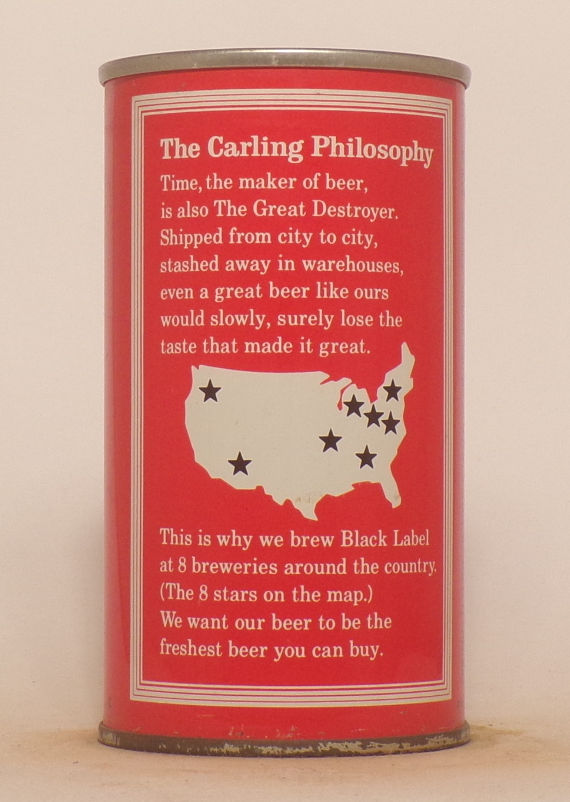 The Carling Philosophy
Time, the maker of beer,
is also The Great Destroyer.
Shipped from city to city,
stashed away in warehouses,
even a great beer like ours
would slowly, surely lose the
taste that made it great.
This is why we brew Black Label
at 8 breweries around the country.
(The 8 stars on the map.)
We want our beer to be the
freshest beer you can buy.